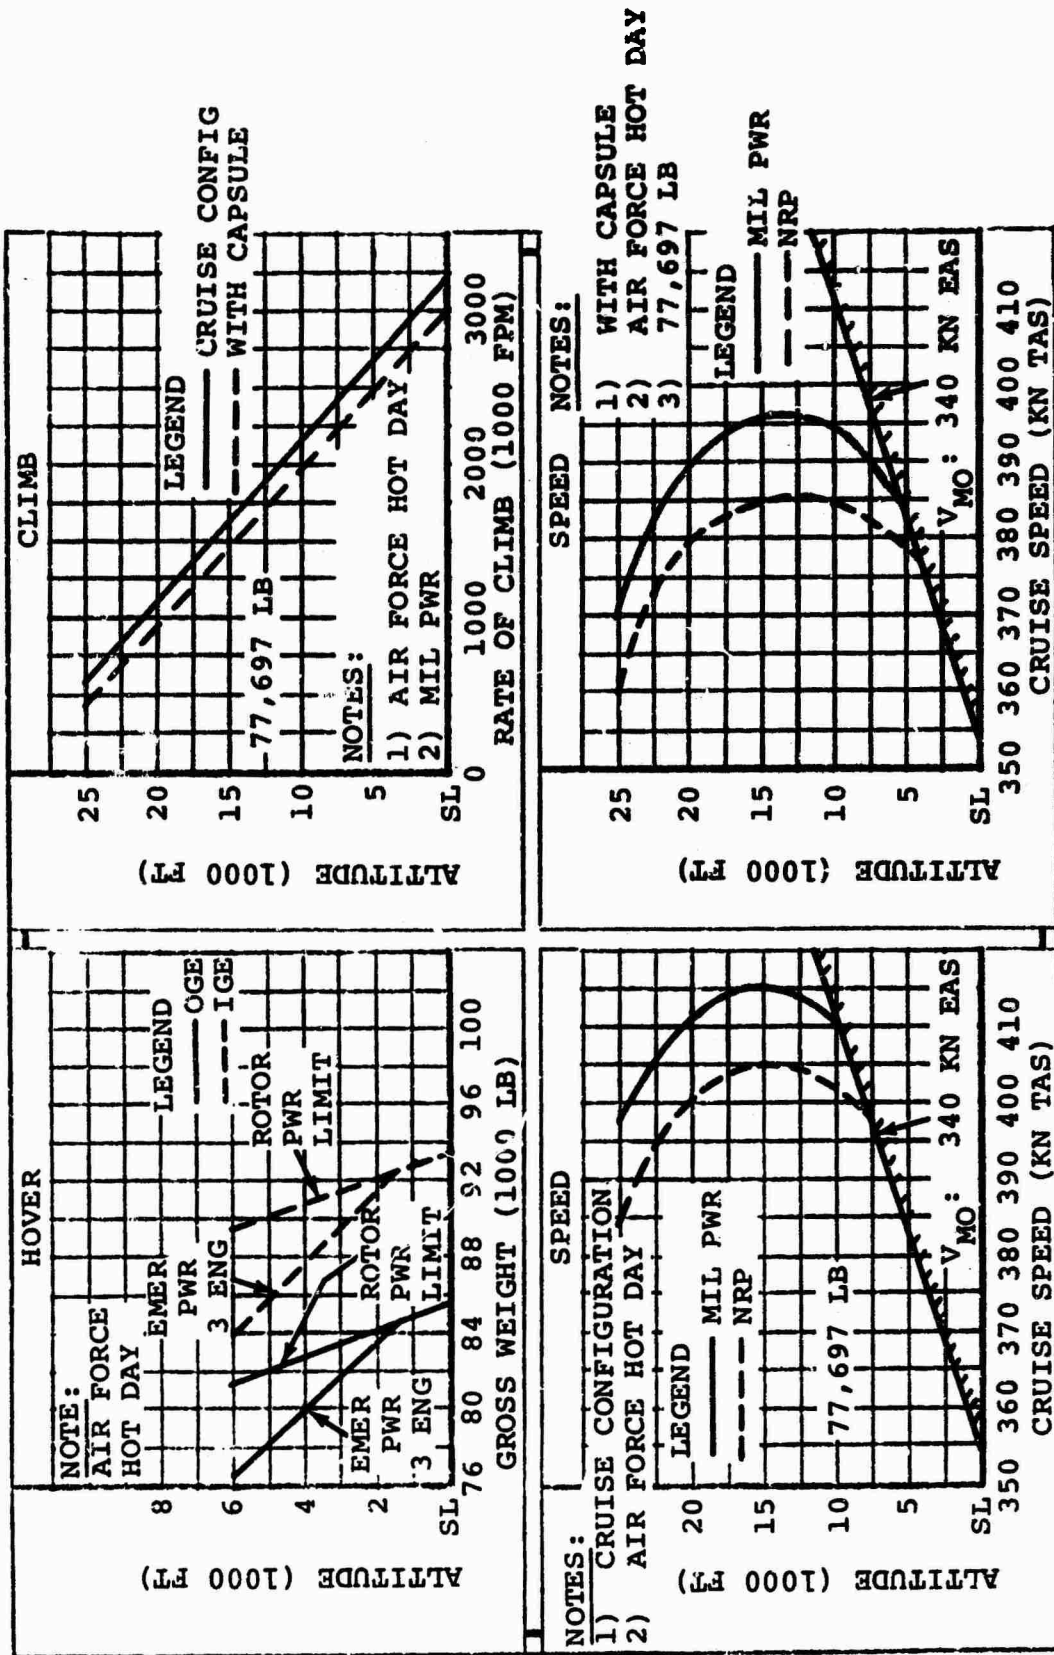 HOVER
NOTE:
AIR FORCE
HOT DAY
EMER
PWR
3 ENG
LEGEND
OGE
IGE
ROTOR
PWR
LIMIT
ROTOR
PWR
LIMIT
EMER
PWR
3 ENG
8
6
4
2
SL
76 80 84 88 92 96 100
GROSS WEIGHT (1000 LB)
ALTITUDE (1000 FT)
CLIMB
LEGEND
CRUISE CONFIG
WITH CAPSULE
77,697 LB
NOTES:
1) AIR FORCE HOT DAY
2) MIL PWR
25
20
15
10
5
SL
0 1000 2000 3000
RATE OF CLIMB (1000 FPM)
ALTITUDE (1000 FT)
SPEED
NOTES:
1) CRUISE CONFIGURATION
2) AIR FORCE HOT DAY
LEGEND
MIL PWR
NRP
77,697 LB
VMO: 340 KN EAS
20
15
10
5
SL
350 360 370 380 390 400 410
CRUISE SPEED (KN TAS)
ALTITUDE (1000 FT)
SPEED
NOTES:
1) WITH CAPSULE
2) AIR FORCE HOT DAY
3) 77,697 LB
LEGEND
MIL PWR
NRP
VMO: 340 KN EAS
25
20
15
10
5
SL
350 360 370 380 390 400 410
CRUISE SPEED (KN TAS)
ALTITUDE (1000 FT)